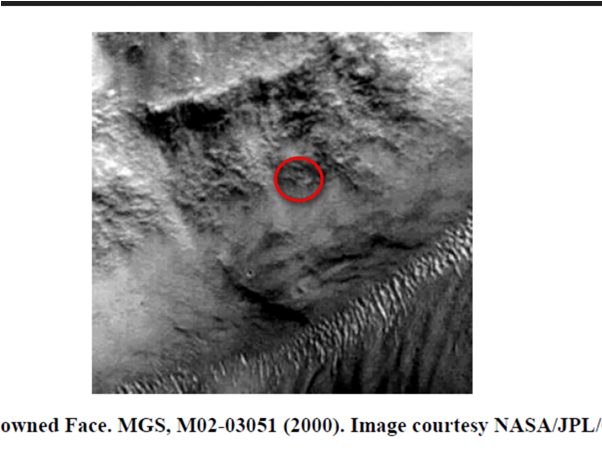 owned Face. MGS, M02-03051 (2000). Image courtesy NASA/JPL/